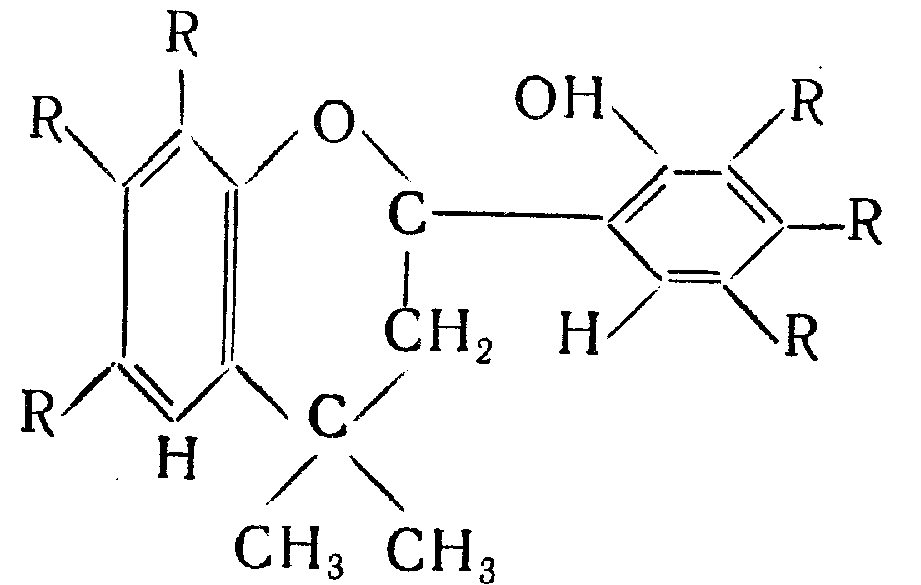 R
R O OH R
C R
CH2
H R
R C
H
CH3 CH3